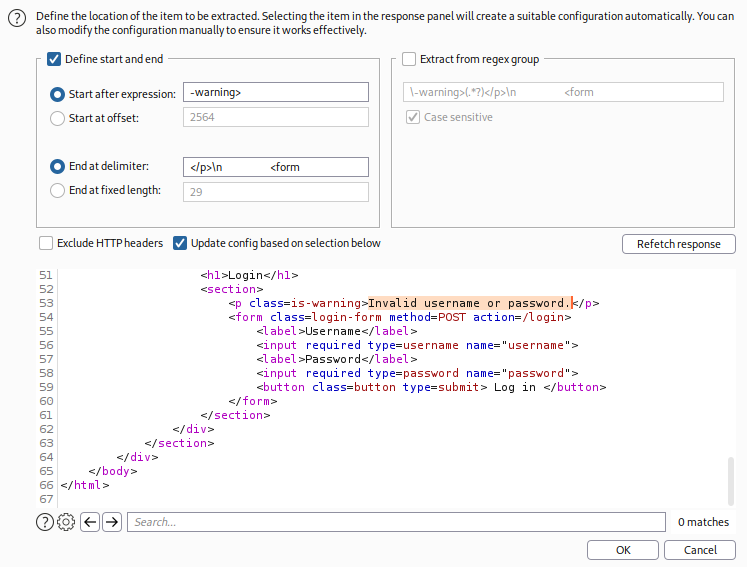 Define the location of the item to be extracted. Selecting the item in the response panel will create a suitable configuration automatically. You can
also modify the configuration manually to ensure it works effectively.
Define start and end
Start after expression: -warning>
Start at offset: 2564
End at delimiter: </p>\n <form
End at fixed length: 29
Extract from regex group
\-warning>(.*?)</p>\n <form
Case sensitive
Exclude HTTP headers Update config based on selection below Refetch response
51 <h1>Login</h1>
52 <section>
53 <p class=is-warning>Invalid username or password.</p>
54 <form class=login-form method=POST action=/login>
55 <label>Username</label>
56 <input required type=username name="username">
57 <label>Password</label>
58 <input required type=password name="password">
59 <button class=button type=submit> Log in </button>
60 </form>
61 </section>
62 </div>
63 </section>
64 </div>
65 </body>
66 </html>
67
Search... 0 matches
OK Cancel